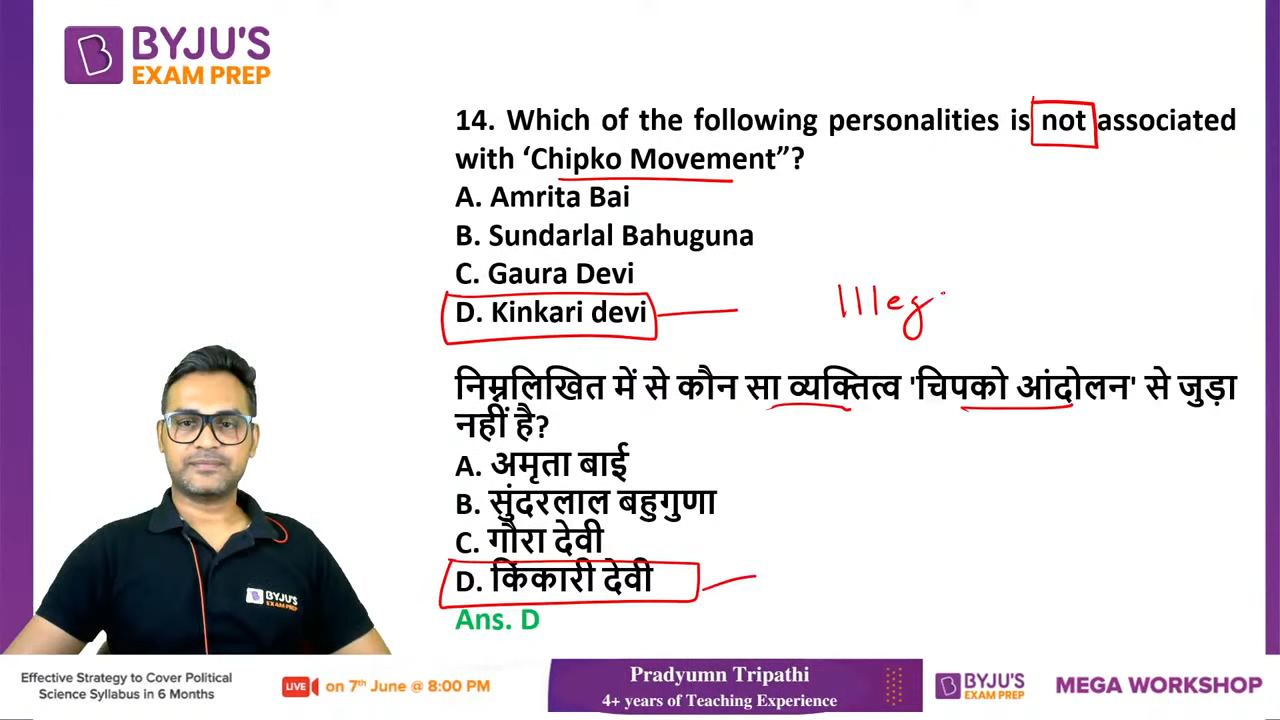 BYJU'S
EXAM PREP
14. Which of the following personalities is not associated
with ‘Chipko Movement”?
A. Amrita Bai
B. Sundarlal Bahuguna
C. Gaura Devi
D. Kinkari devi
Illeg
निम्नलिखित में से कौन सा व्यक्तित्व 'चिपको आंदोलन' से जुड़ा
नहीं है?
A. अमृता बाई
B. सुंदरलाल बहुगुणा
C. गौरा देवी
D. किंकारी देवी
Ans. D
BYJU'S
EXAM PREP
Effective Strategy to Cover Political
Science Syllabus in 6 Months
LIVE on 7th June @ 8:00 PM
Pradyumn Tripathi
4+ years of Teaching Experience
BYJU'S
EXAM PREP
MEGA WORKSHOP